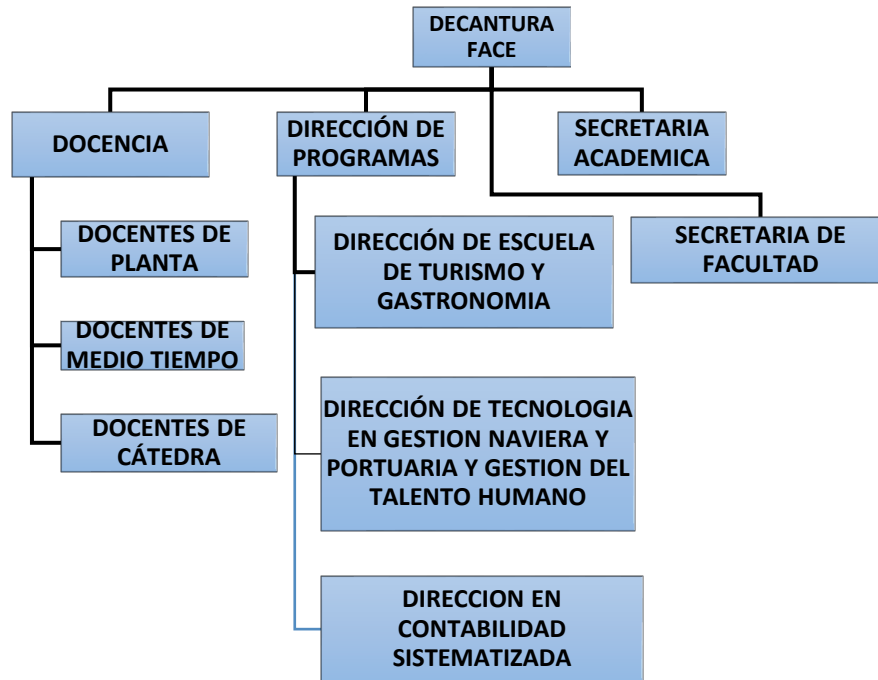 DECANTURA
FACE
DOCENCIA
DIRECCIÓN DE
PROGRAMAS
SECRETARIA
ACADEMICA
SECRETARIA DE
FACULTAD
DOCENTES DE
PLANTA
DOCENTES DE
MEDIO TIEMPO
DOCENTES DE
CÁTEDRA
DIRECCIÓN DE ESCUELA
DE TURISMO Y
GASTRONOMIA
DIRECCIÓN DE TECNOLOGIA
EN GESTION NAVIERA Y
PORTUARIA Y GESTION DEL
TALENTO HUMANO
DIRECCION EN
CONTABILIDAD
SISTEMATIZADA